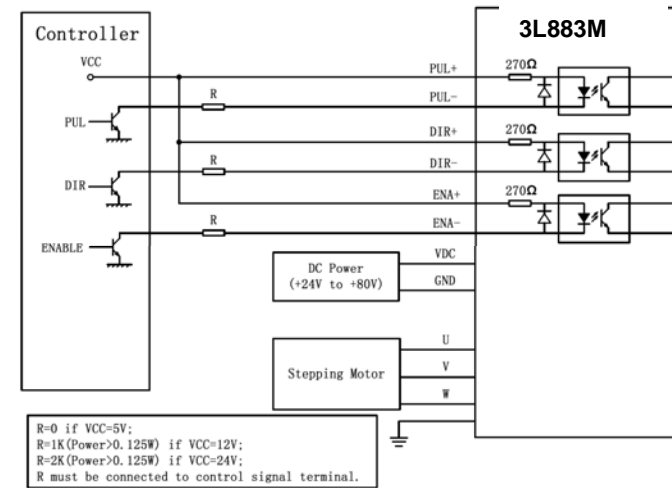 3L883M
Controller
VCC
PUL+
270Ω
R
PUL-
PUL
DIR+
270Ω
R
DIR-
DIR
ENA+
270Ω
R
ENA-
ENABLE
VDC
DC Power
(+24V to +80V)
GND
U
Stepping Motor
V
W
R=0 if VCC=5V;
R=1K(Power>0.125W) if VCC=12V;
R=2K(Power>0.125W) if VCC=24V;
R must be connected to control signal terminal.